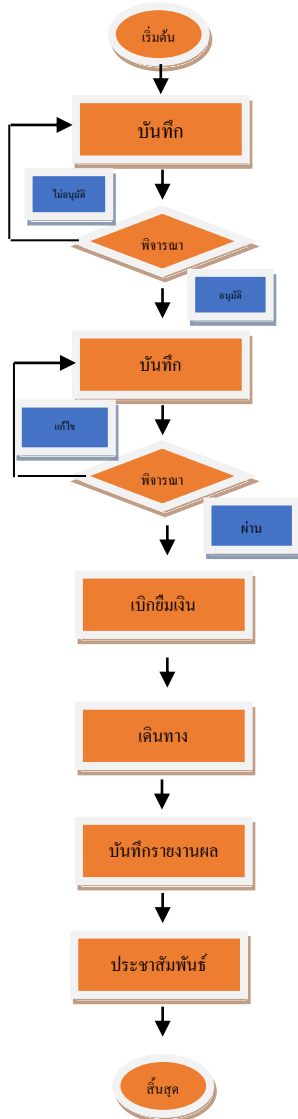 เริ่มต้น
บันทึก
ไม่อนุมัติ
พิจารณา
อนุมัติ
บันทึก
แก้ไข
พิจารณา
ผ่าน
เบิกยืมเงิน
เดินทาง
บันทึกรายงานผล
ประชาสัมพันธ์
สิ้นสุด